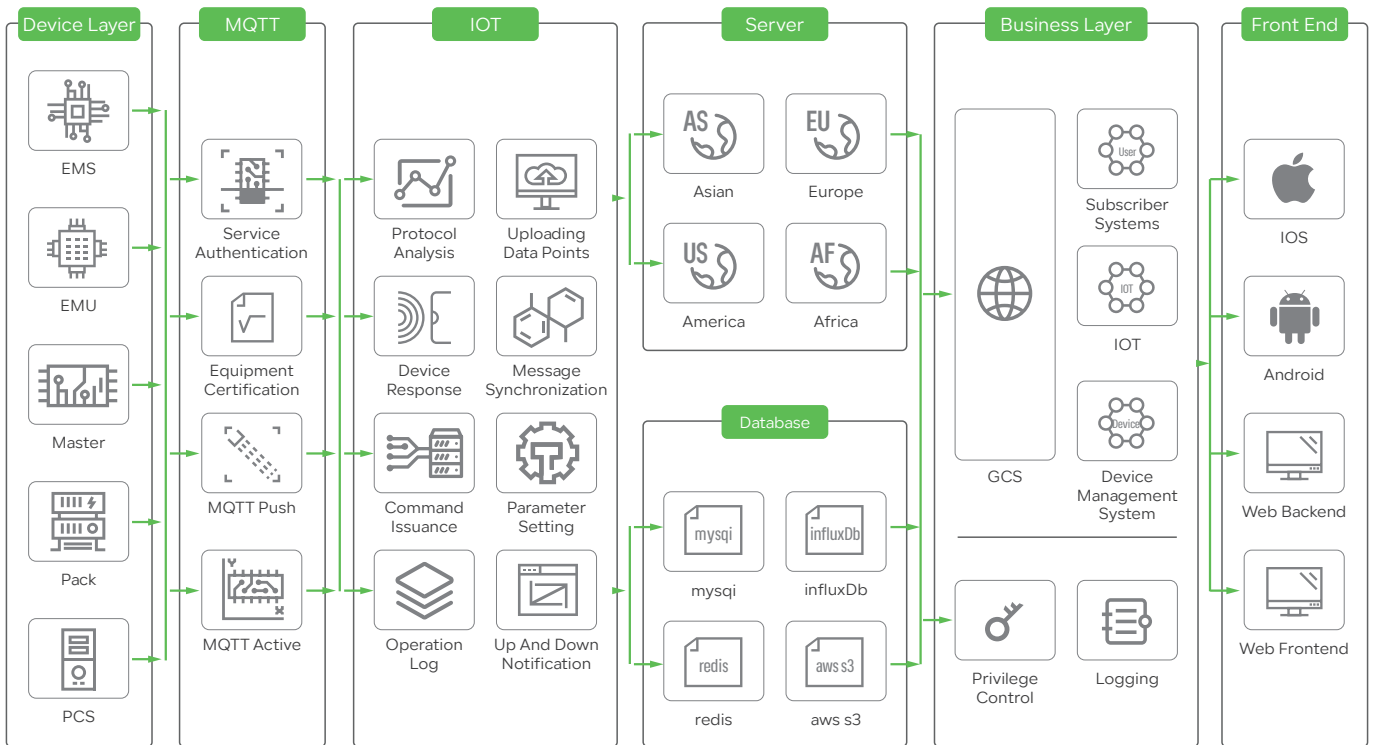 Device Layer
EMS
EMU
Master
Pack
PCS
MQTT
Service
Authentication
Equipment
Certification
MQTT Push
Y
X
MQTT Active
IOT
Protocol
Analysis
Uploading
Data Points
Device
Response
Message
Synchronization
Command
Issuance
Parameter
Setting
Operation
Log
Up And Down
Notification
Server
AS
Asian
EU
Europe
US
America
AF
Africa
Database
mysqi
mysqi
influxDb
influxDb
redis
redis
aws s3
aws s3
Business Layer
GCS
User
Subscriber
Systems
IOT
IOT
Device
Device
Management
System
Privilege
Control
Logging
Front End
IOS
Android
Web Backend
Web Frontend